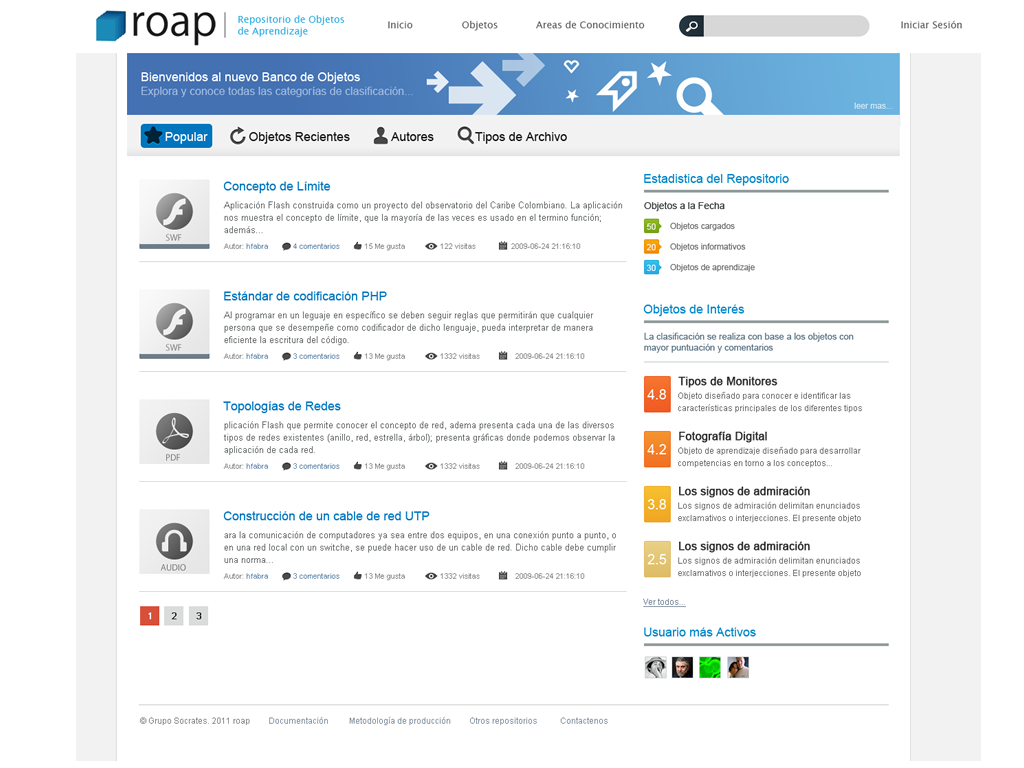 roap
Repositorio de Objetos
de Aprendizaje
Inicio
Objetos
Areas de Conocimiento
Iniciar Sesión
Bienvenidos al nuevo Banco de Objetos
Explora y conoce todas las categorías de clasificación...
leer mas...
Popular
Objetos Recientes
Autores
Tipos de Archivo
SWF
Concepto de Límite
Aplicación Flash construida como un proyecto del observatorio del Caribe Colombiano. La aplicación
nos muestra el concepto de límite, que la mayoría de las veces es usado en el termino función;
además...
Autor: hfabra 4 comentarios 15 Me gusta 122 visitas 2009-06-24 21:16:10
SWF
Estándar de codificación PHP
Al programar en un leguaje en específico se deben seguir reglas que permitirán que cualquier
persona que se desempeñe como codificador de dicho lenguaje, pueda interpretar de manera
eficiente la escritura del código.
Autor: hfabra 3 comentarios 13 Me gusta 1332 visitas 2009-06-24 21:16:10
PDF
Topologías de Redes
plicación Flash que permite conocer el concepto de red, adema presenta cada una de las diversos
tipos de redes existentes (anillo, red, estrella, árbol); presenta gráficas donde podemos observar la
aplicación de cada red.
Autor: hfabra 3 comentarios 13 Me gusta 1332 visitas 2009-06-24 21:16:10
AUDIO
Construcción de un cable de red UTP
ara la comunicación de computadores ya sea entre dos equipos, en una conexión punto a punto, o
en una red local con un switche, se puede hacer uso de un cable de red. Dicho cable debe cumplir
una norma...
Autor: hfabra 3 comentarios 13 Me gusta 1332 visitas 2009-06-24 21:16:10
1 2 3
Estadistica del Repositorio
Objetos a la Fecha
50 Objetos cargados
20 Objetos informativos
30 Objetos de aprendizaje
Objetos de Interés
La clasificación se realiza con base a los objetos con
mayor puntuación y comentarios
4.8
Tipos de Monitores
Objeto diseñado para conocer e identificar las
características principales de los diferentes tipos
4.2
Fotografía Digital
Objeto de aprendizaje diseñado para desarrollar
competencias en torno a los conceptos...
3.8
Los signos de admiración
Los signos de admiración delimitan enunciados
exclamativos o interjecciones. El presente objeto
2.5
Los signos de admiración
Los signos de admiración delimitan enunciados
exclamativos o interjecciones. El presente objeto
Ver todos...
Usuario más Activos
© Grupo Socrates. 2011 roap
Documentación
Metodología de producción
Otros repositorios
Contactenos